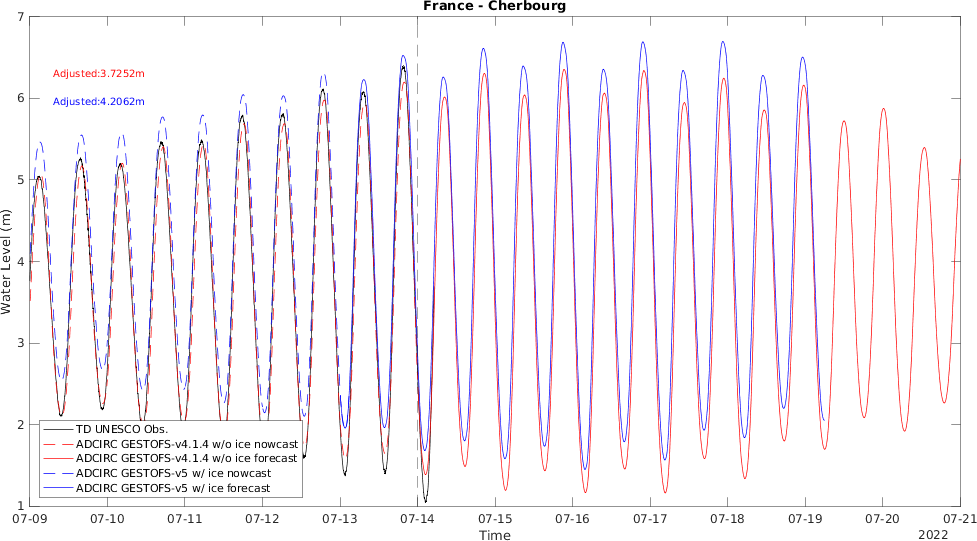 France - Cherbourg
7
6
5
4
3
2
1
Water Level (m)
Adjusted:3.7252m
Adjusted:4.2062m
TD UNESCO Obs.
ADCIRC GESTOFS-v4.1.4 w/o ice nowcast
ADCIRC GESTOFS-v4.1.4 w/o ice forecast
ADCIRC GESTOFS-v5 w/ ice nowcast
ADCIRC GESTOFS-v5 w/ ice forecast
07-09 07-10 07-11 07-12 07-13 07-14 07-15 07-16 07-17 07-18 07-19 07-20 07-21
Time
2022